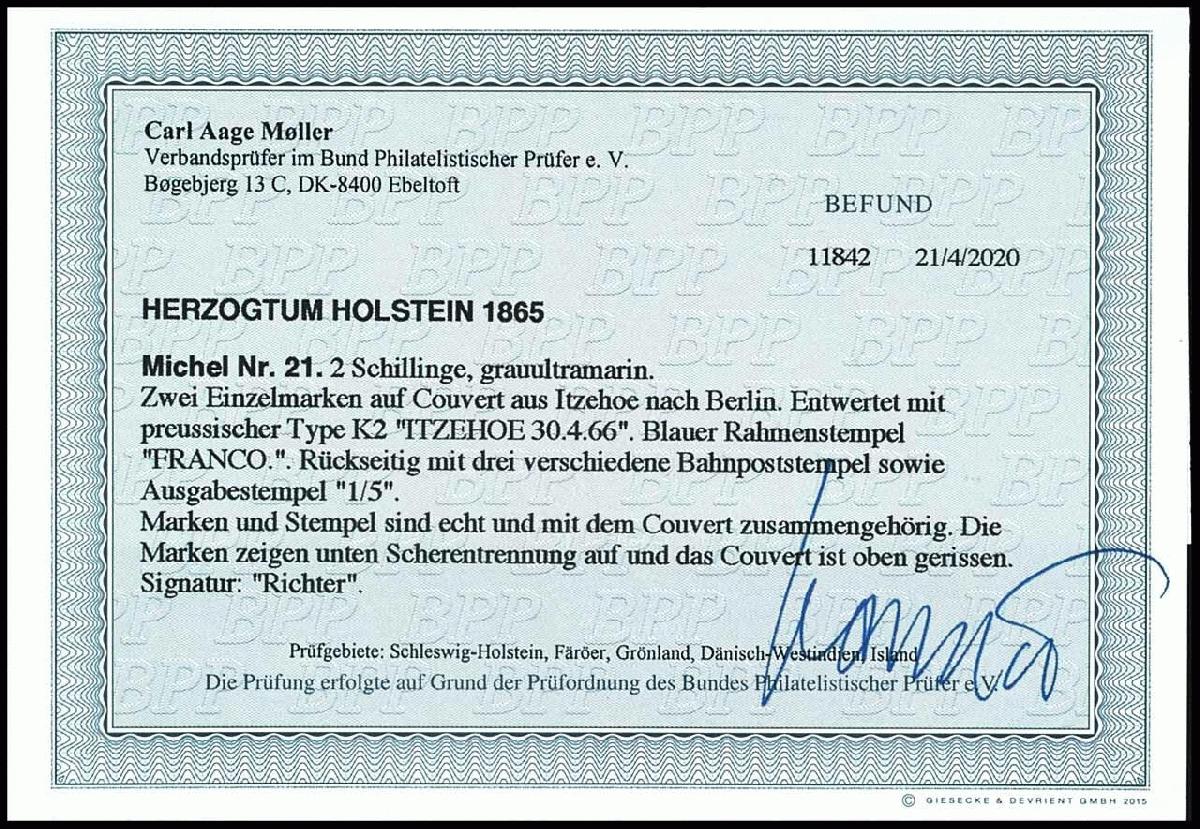 Carl Aage Møller
Verbandsprüfer im Bund Philatelistischer Prüfer e. V.
Bøgebjerg 13 C, DK-8400 Ebeltoft
BEFUND
11842 21/4/2020
HERZOGTUM HOLSTEIN 1865
Michel Nr. 21. 2 Schillinge, grauultramarin.
Zwei Einzelmarken auf Couvert aus Itzehoe nach Berlin. Entwertet mit
preussischer Type K2 "ITZEHOE 30.4.66". Blauer Rahmenstempel
"FRANCO.". Rückseitig mit drei verschiedene Bahnpoststempel sowie
Ausgabestempel "1/5".
Marken und Stempel sind echt und mit dem Couvert zusammengehörig. Die
Marken zeigen unten Scherentrennung auf und das Couvert ist oben gerissen.
Signatur: "Richter".
Prüfgebiete: Schleswig-Holstein, Färöer, Grönland, Dänisch-Westindien, Island
Die Prüfung erfolgte auf Grund der Prüfordnung des Bundes Philatelistischer Prüfer e.V.
© GIESECKE & DEVRIENT GMBH 2015